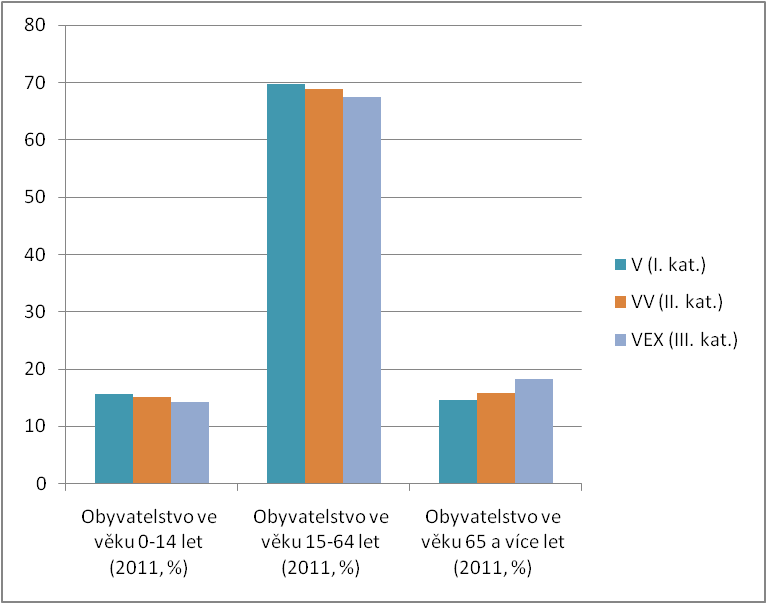 80
70
60
50
40
30
20
10
0
Obyvatelstvo ve
věku 0-14 let
(2011, %)
Obyvatelstvo ve
věku 15-64 let
(2011, %)
Obyvatelstvo ve
věku 65 a více let
(2011, %)
V (I. kat.)
VV (II. kat.)
VEX (III. kat.)